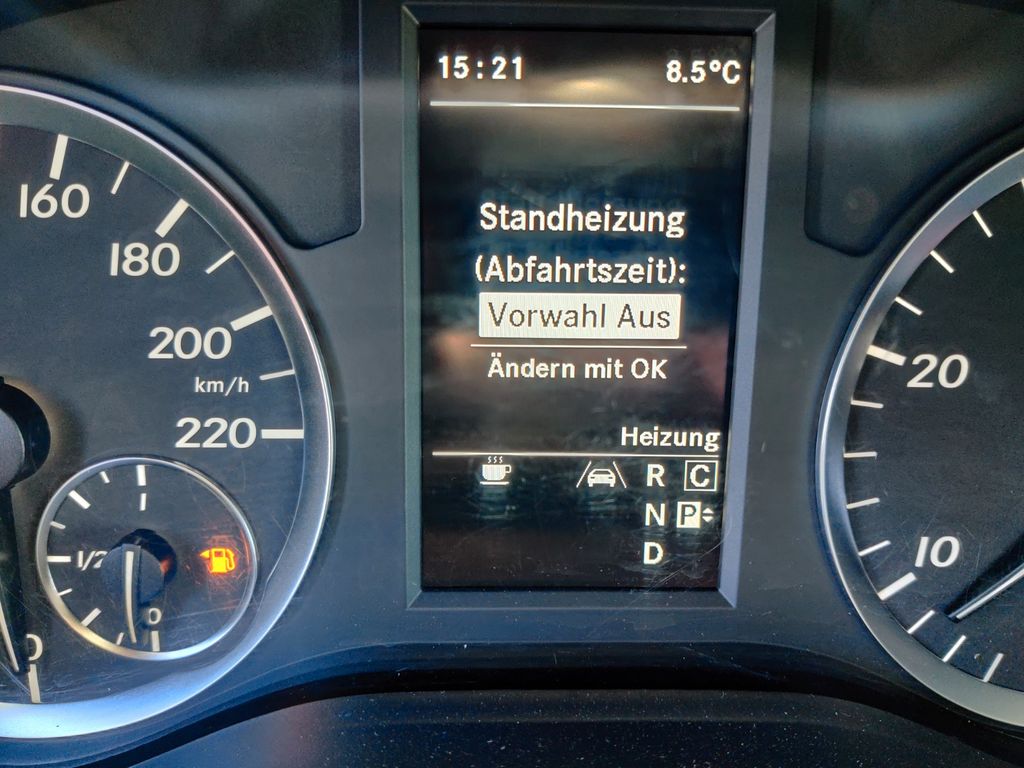 15:21 8.5°C
Standheizung
(Abfahrtszeit):
Vorwahl Aus
Ändern mit OK
Heizung
R C
N P
D
160
180
200
km/h
220
1/2
0
0
20
10